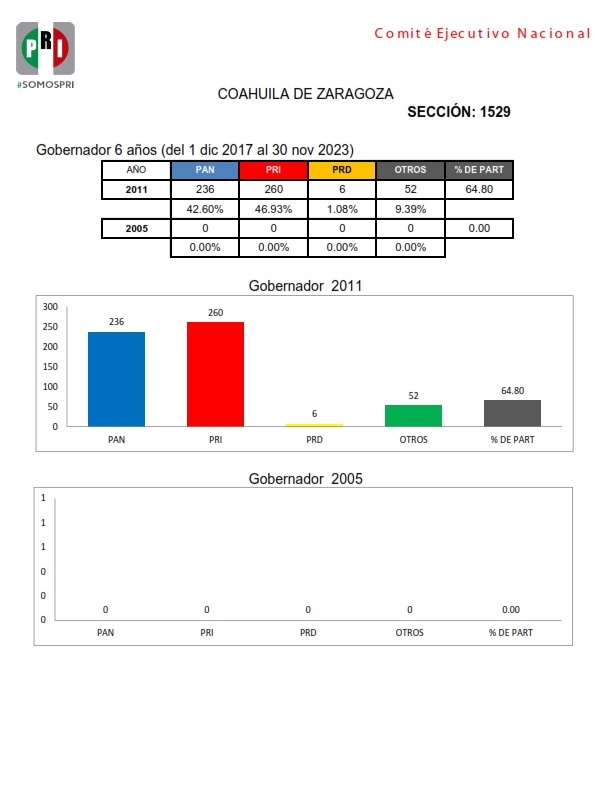 PRI
#SOMOSPRI
Comité Ejecutivo Nacional
COAHUILA DE ZARAGOZA
SECCIÓN: 1529
Gobernador 6 años (del 1 dic 2017 al 30 nov 2023)
AÑO PAN PRI PRD OTROS % DE PART
2011 236 260 6 52 64.80
42.60% 46.93% 1.08% 9.39%
2005 0 0 0 0 0.00
0.00% 0.00% 0.00% 0.00%
Gobernador 2011
300
250
200
150
100
50
0
236 260 6 52 64.80
PAN PRI PRD OTROS % DE PART
Gobernador 2005
1
1
1
0
0
0
0 0 0 0 0.00
PAN PRI PRD OTROS % DE PART